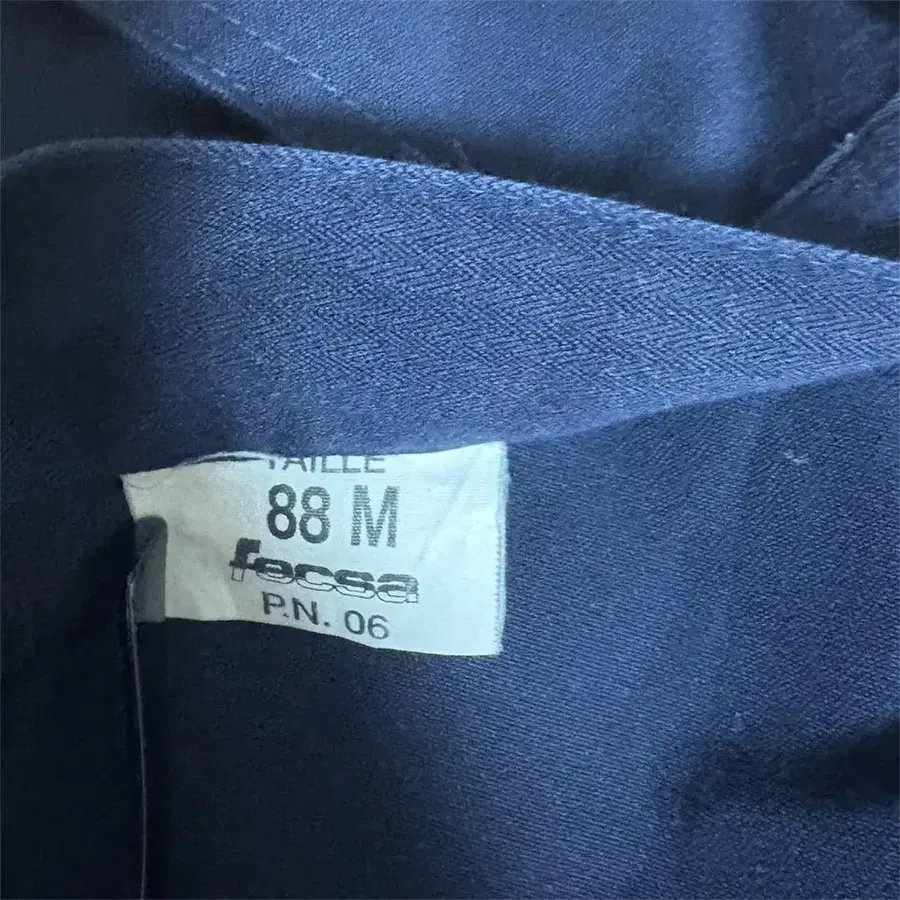 TAILLE
88 M
fecsa
P.N. 06